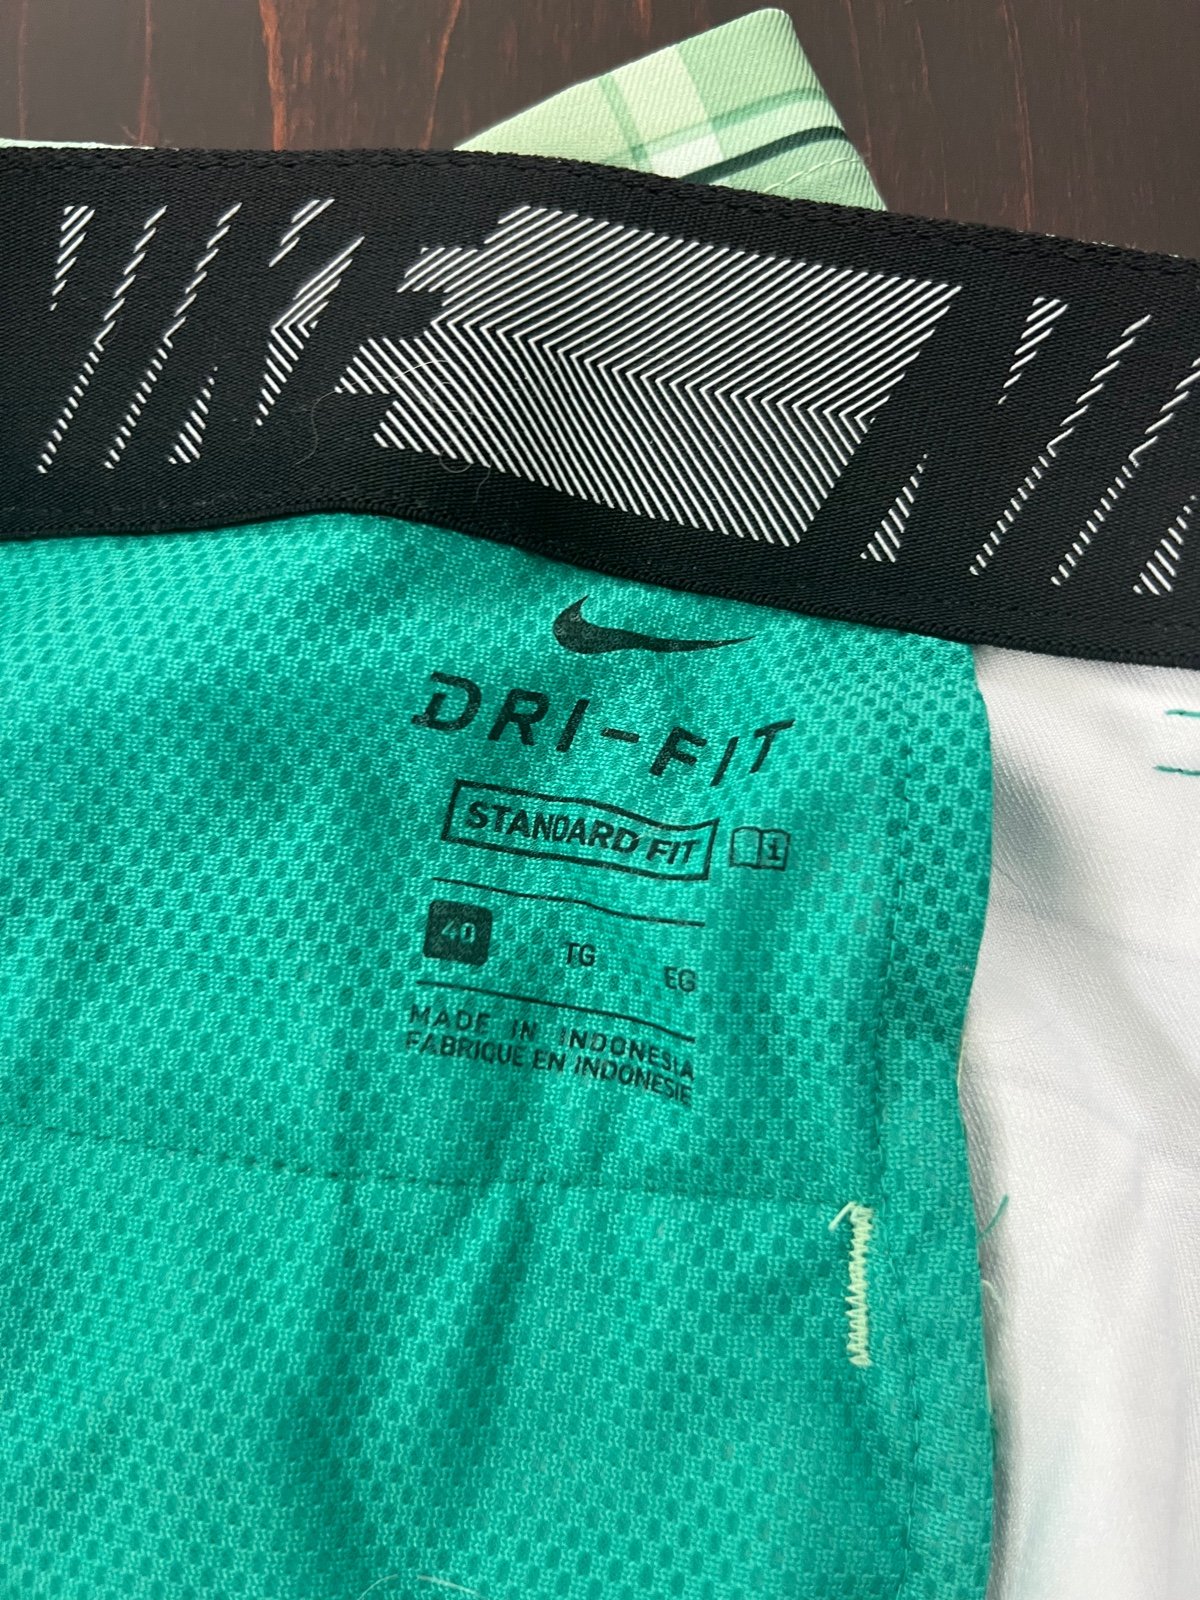 DRI-FIT
STANDARD FIT
40 TG EG
MADE IN INDONESIA
FABRIQUE EN INDONESIE